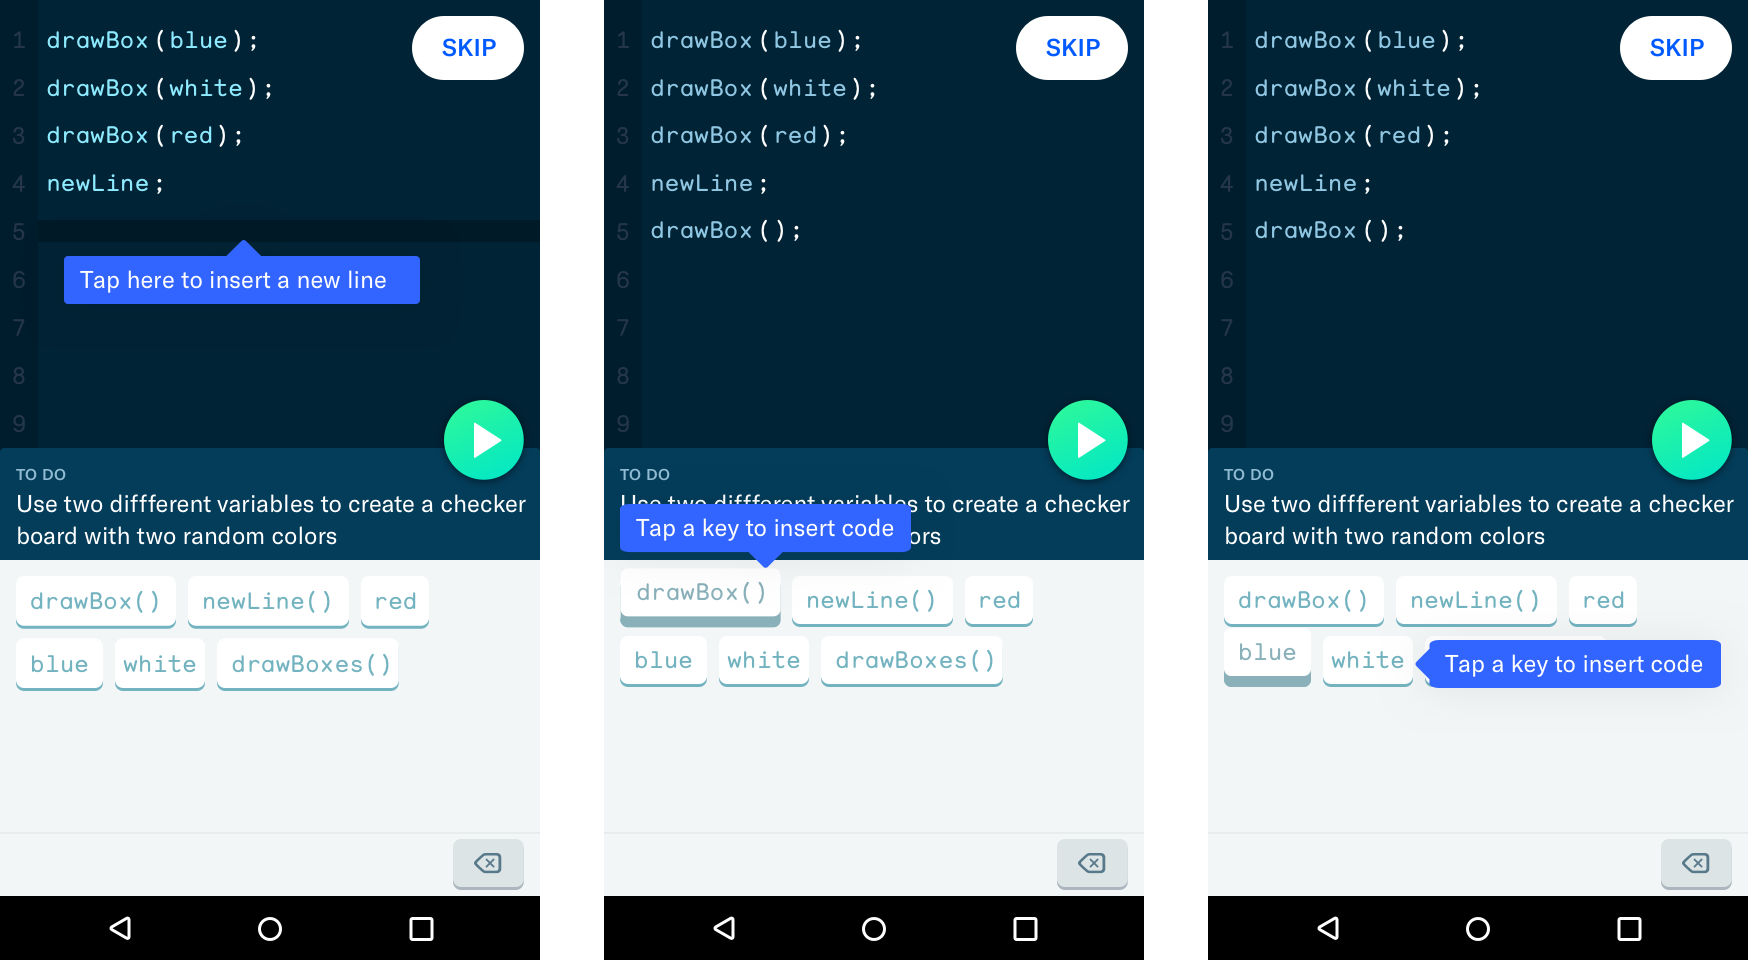 1 drawBox(blue);
2 drawBox(white);
3 drawBox(red);
4 newLine;
5
Tap here to insert a new line
6
7
8
9
SKIP
TO DO
Use two diffferent variables to create a checker
board with two random colors
drawBox() newLine() red
blue white drawBoxes()
1 drawBox(blue);
2 drawBox(white);
3 drawBox(red);
4 newLine;
5 drawBox();
6
7
8
9
SKIP
TO DO
Use two diffferent variables to create a checker
Tap a key to insert code
ors
drawBox() newLine() red
blue white drawBoxes()
1 drawBox(blue);
2 drawBox(white);
3 drawBox(red);
4 newLine;
5 drawBox();
6
7
8
9
SKIP
TO DO
Use two diffferent variables to create a checker
board with two random colors
drawBox() newLine() red
blue white
Tap a key to insert code